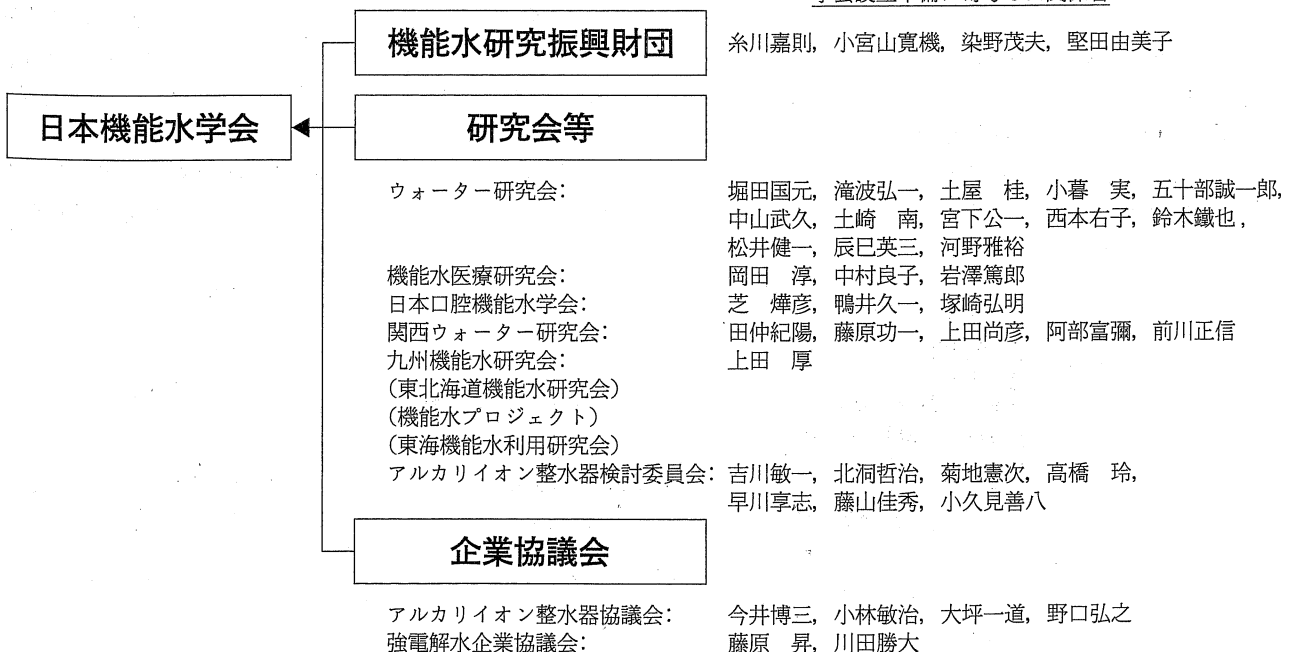 機能水研究振興財団 糸川嘉則, 小宮山寛機, 染野茂夫, 堅田由美子
日本機能水学会
研究会等
ウォーター研究会: 堀田国元, 滝波弘一, 土屋 桂, 小暮 実, 五十部誠一郎,
中山武久, 土崎 南, 宮下公一, 西本右子, 鈴木鐵也,
松井健一, 辰巳英三, 河野雅裕
機能水医療研究会: 岡田 淳, 中村良子, 岩澤篤郎
日本口腔機能水学会: 芝 燁彦, 鴨井久一, 塚崎弘明
関西ウォーター研究会: 田仲紀陽, 藤原功一, 上田尚彦, 阿部富彌, 前川正信
九州機能水研究会: 上田 厚
(東北海道機能水研究会)
(機能水プロジェクト)
(東海機能水利用研究会)
アルカリイオン整水器検討委員会: 吉川敏一, 北洞哲治, 菊地憲次, 高橋 玲,
早川享志, 藤山佳秀, 小久見善八
企業協議会
アルカリイオン整水器協議会: 今井博三, 小林敏治, 大坪一道, 野口弘之
強電解水企業協議会: 藤原 昇, 川田勝大